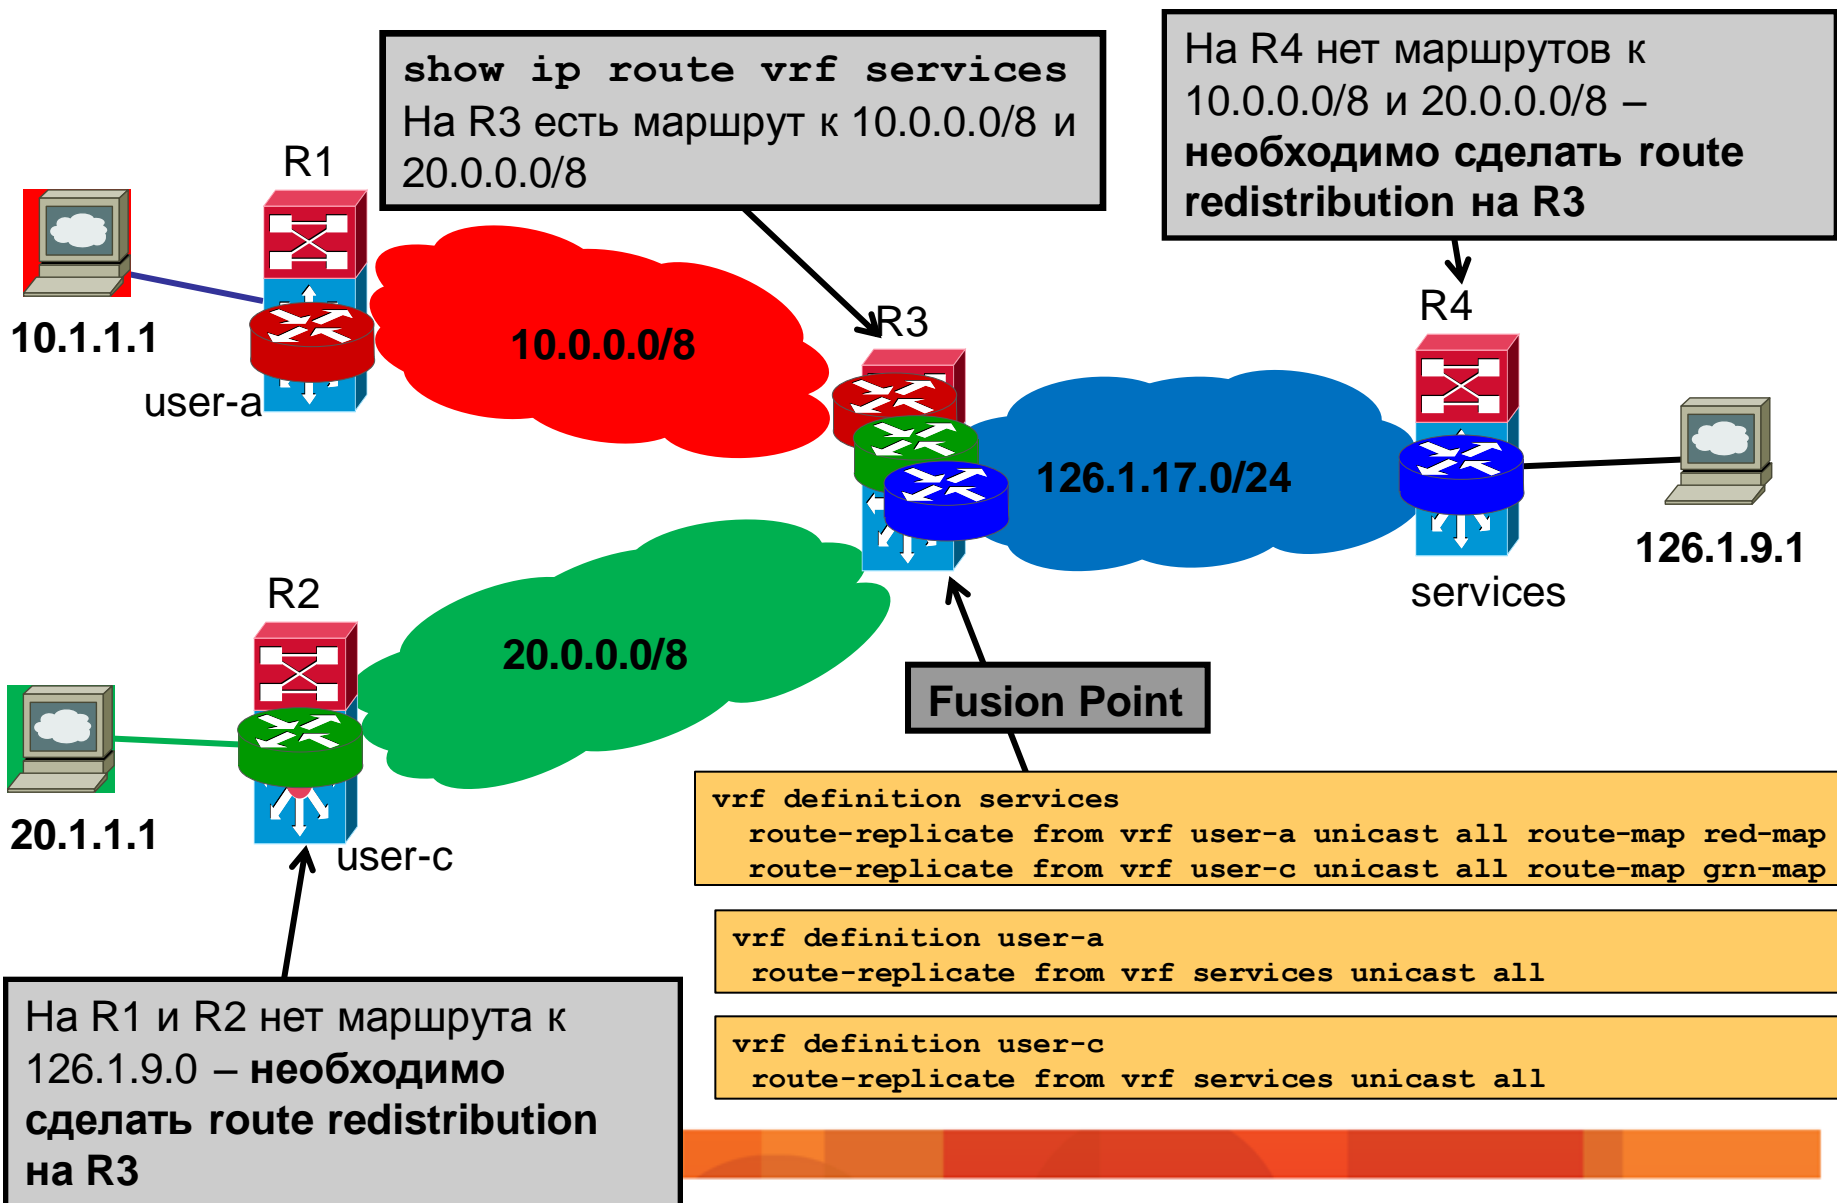 show ip route vrf services
На R3 есть маршрут к 10.0.0.0/8 и
20.0.0.0/8
На R4 нет маршрутов к
10.0.0.0/8 и 20.0.0.0/8 –
необходимо сделать route
redistribution на R3
R1
10.1.1.1
user-a
10.0.0.0/8
R3
R4
126.1.17.0/24
126.1.9.1
services
R2
20.0.0.0/8
20.1.1.1
user-c
Fusion Point
vrf definition services
route-replicate from vrf user-a unicast all route-map red-map
route-replicate from vrf user-c unicast all route-map grn-map
vrf definition user-a
route-replicate from vrf services unicast all
vrf definition user-c
route-replicate from vrf services unicast all
На R1 и R2 нет маршрута к
126.1.9.0 – необходимо
сделать route redistribution
на R3